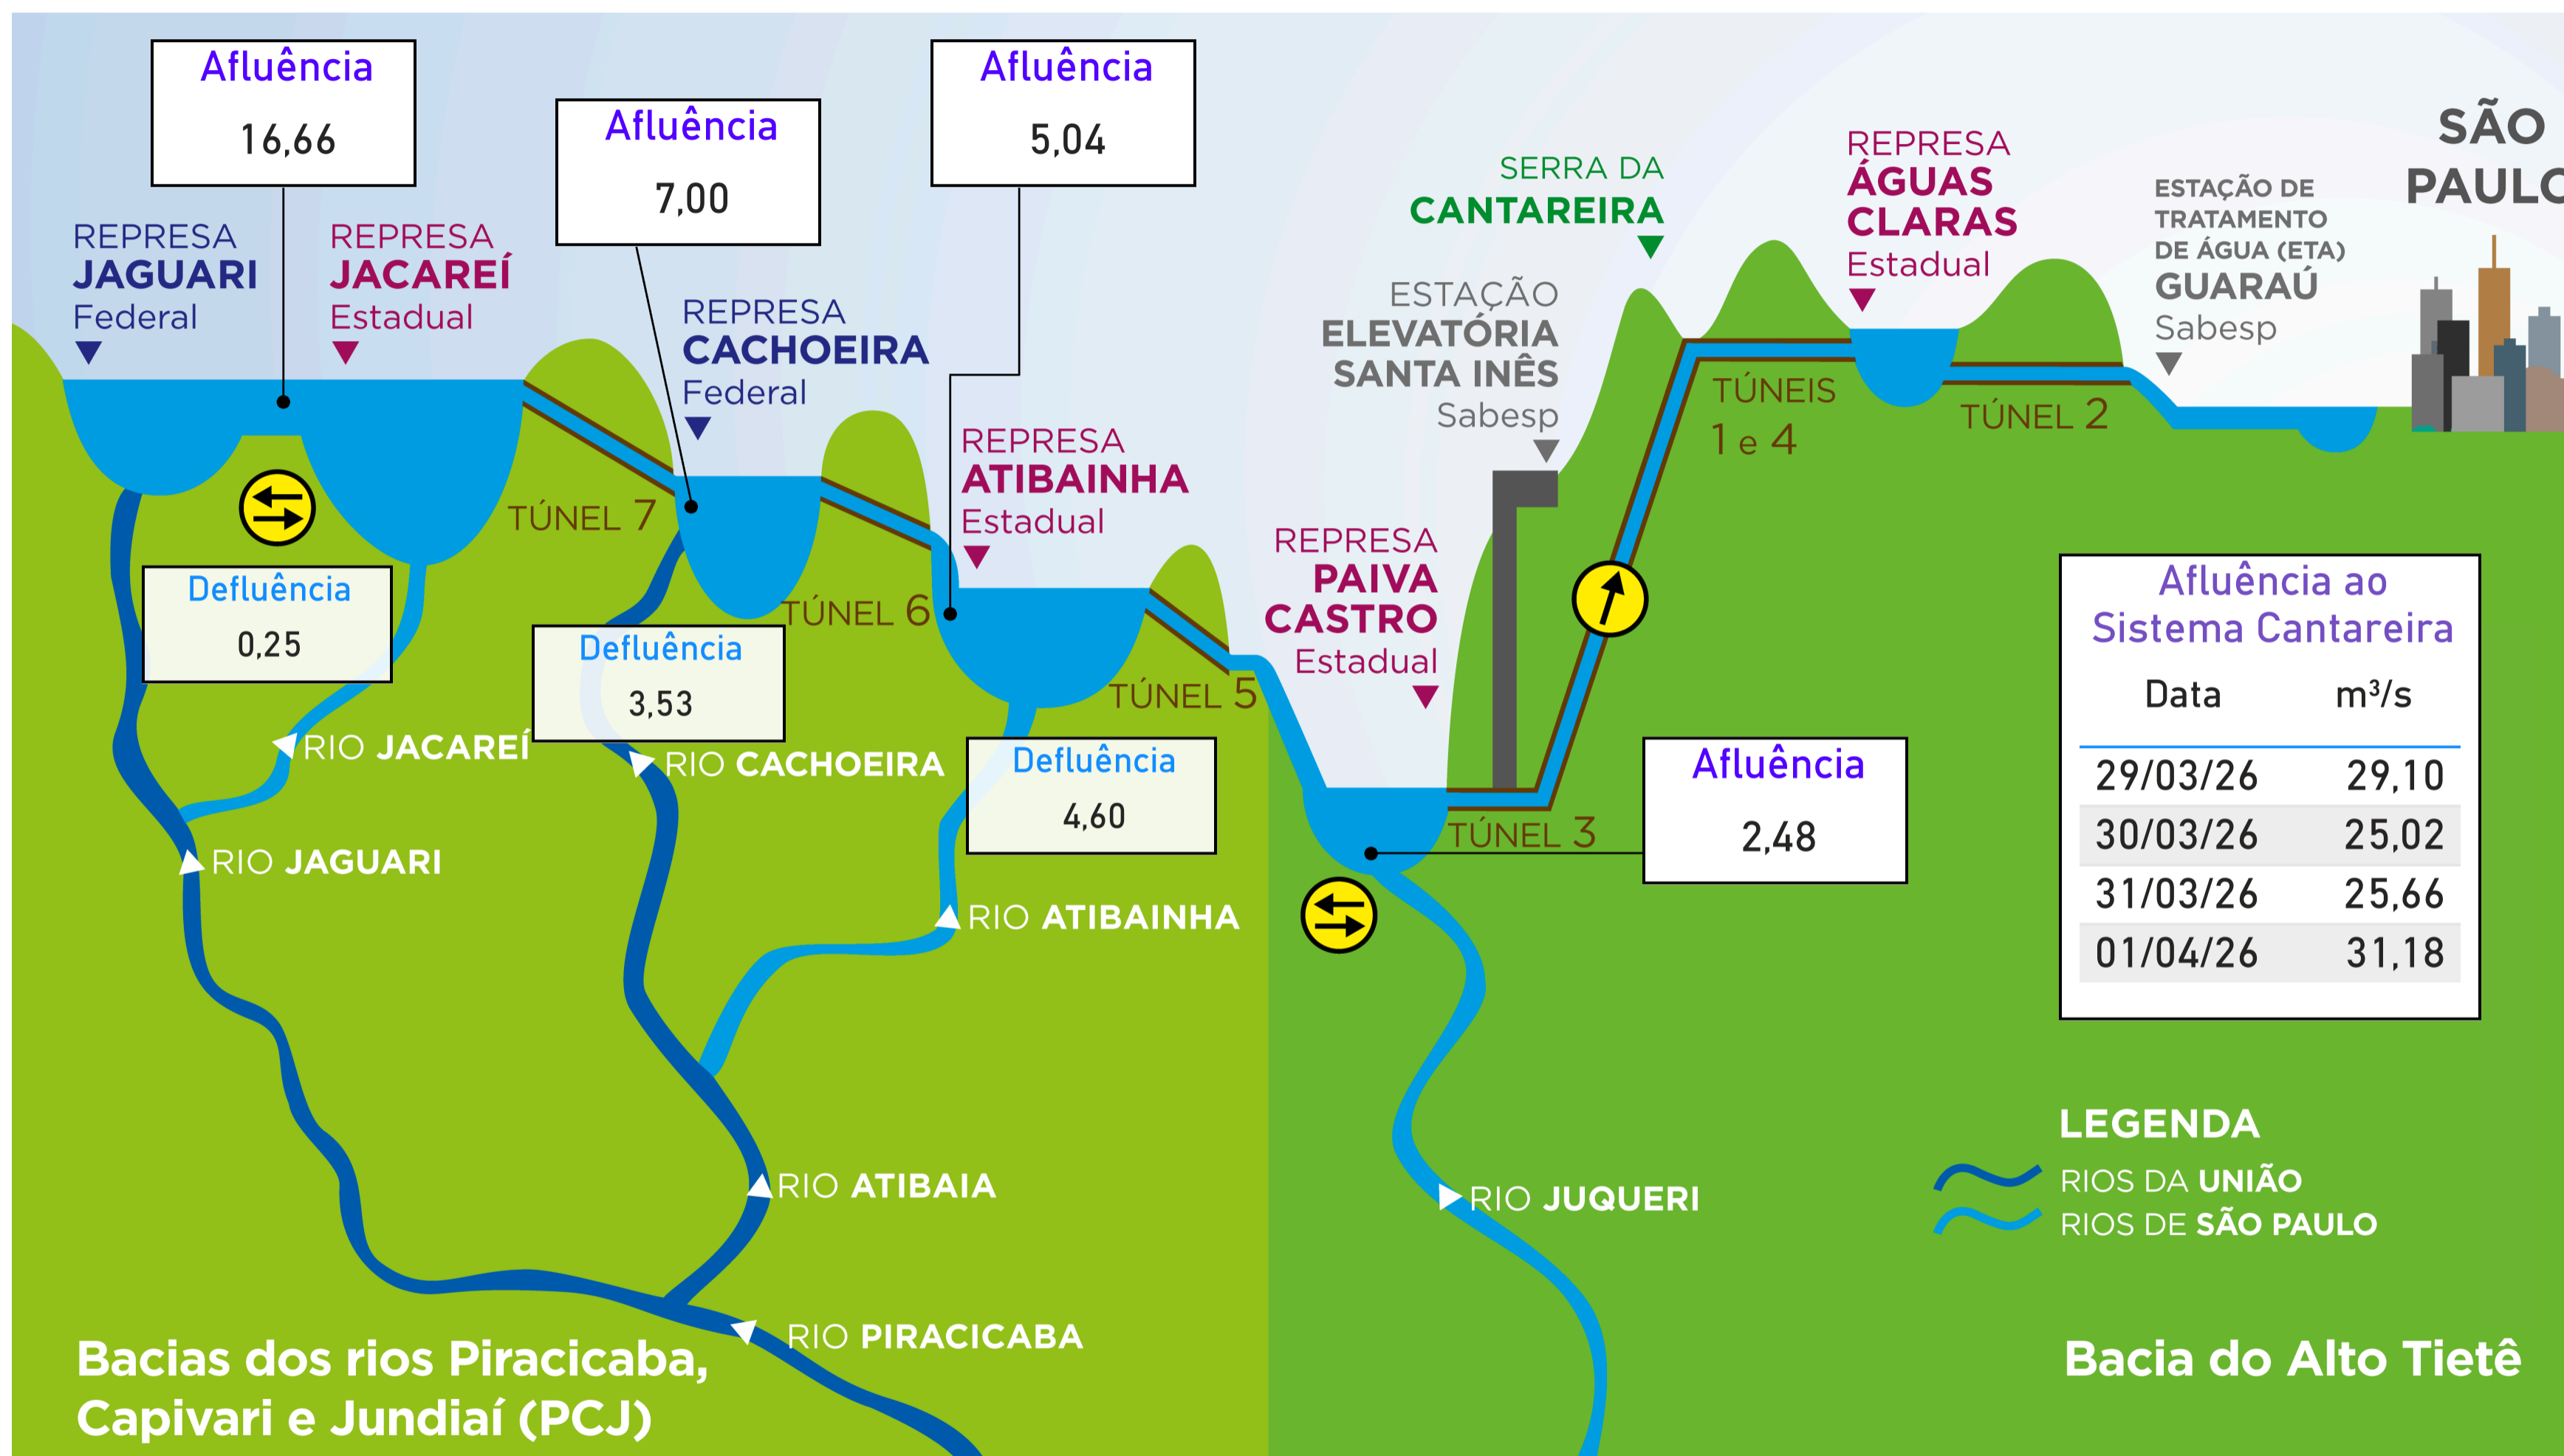 Afluência
16,66
Afluência
7,00
Afluência
5,04
REPRESA
JAGUARI
Federal
REPRESA
JACAREÍ
Estadual
REPRESA
CACHOEIRA
Federal
REPRESA
ATIBAINHA
Estadual
SERRA DA
CANTAREIRA
ESTAÇÃO
ELEVATÓRIA
SANTA INÊS
Sabesp
REPRESA
ÁGUAS
CLARAS
Estadual
ESTAÇÃO DE
TRATAMENTO
DE ÁGUA (ETA)
GUARAÚ
Sabesp
SÃO
PAULO
TÚNEIS
1 e 4
TÚNEL 2
TÚNEL 7
TÚNEL 6
TÚNEL 5
REPRESA
PAIVA
CASTRO
Estadual
TÚNEL 3
Defluência
0,25
Defluência
3,53
Defluência
4,60
Afluência
2,48
Afluência ao
Sistema Cantareira
Data m³/s
29/03/26 29,10
30/03/26 25,02
31/03/26 25,66
01/04/26 31,18
RIO JACAREÍ
RIO CACHOEIRA
RIO JAGUARI
RIO ATIBAINHA
RIO ATIBAIA
RIO JUQUERI
RIO PIRACICABA
LEGENDA
RIOS DA UNIÃO
RIOS DE SÃO PAULO
Bacias dos rios Piracicaba,
Capivari e Jundiaí (PCJ)
Bacia do Alto Tietê